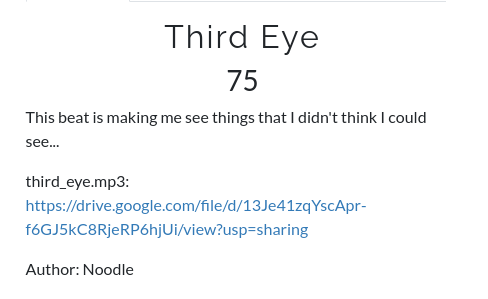 Third Eye
75
This beat is making me see things that I didn't think I could
see...
third_eye.mp3:
https://drive.google.com/file/d/13Je41zqYscApr-
f6GJ5kC8RjeRP6hjUi/view?usp=sharing
Author: Noodle